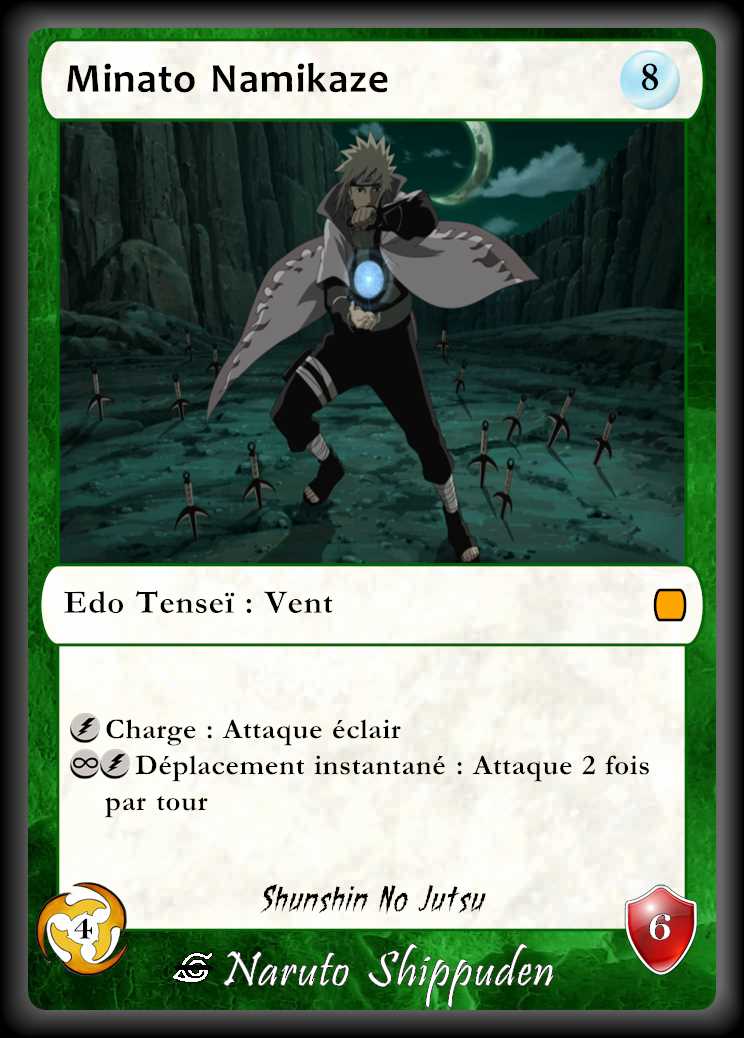 Minato Namikaze
8
Edo Tenseï : Vent
Charge : Attaque éclair
Déplacement instantané : Attaque 2 fois
par tour
Shunshin No Jutsu
4
6
Naruto Shippuden